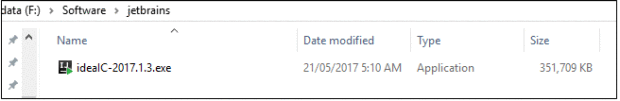 data (F:) > Software > jetbrains
Name Date modified Type Size
ideaIC-2017.1.3.exe 21/05/2017 5:10 AM Application 351,709 KB